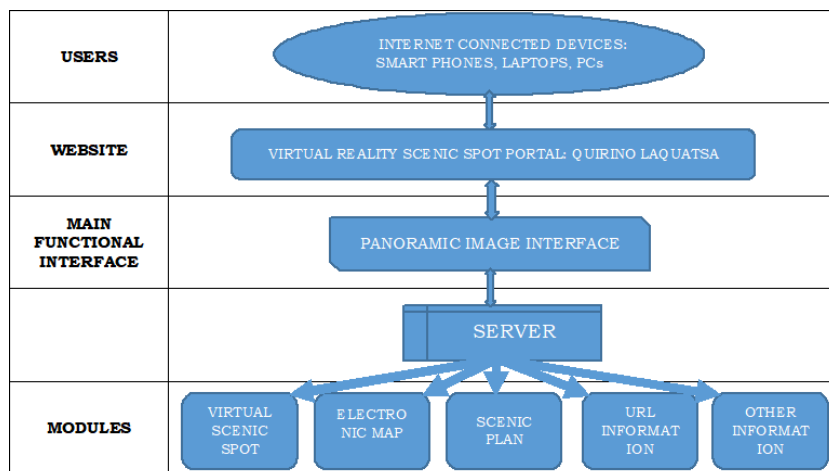 USERS
INTERNET CONNECTED DEVICES:
SMART PHONES, LAPTOPS, PCs
WEBSITE
VIRTUAL REALITY SCENIC SPOT PORTAL: QUIRINO LAQUATSA
MAIN
FUNCTIONAL
INTERFACE
PANORAMIC IMAGE INTERFACE
SERVER
MODULES
VIRTUAL
SCENIC
SPOT
ELECTRO
NIC MAP
SCENIC
PLAN
URL
INFORMAT
ION
OTHER
INFORMAT
ION